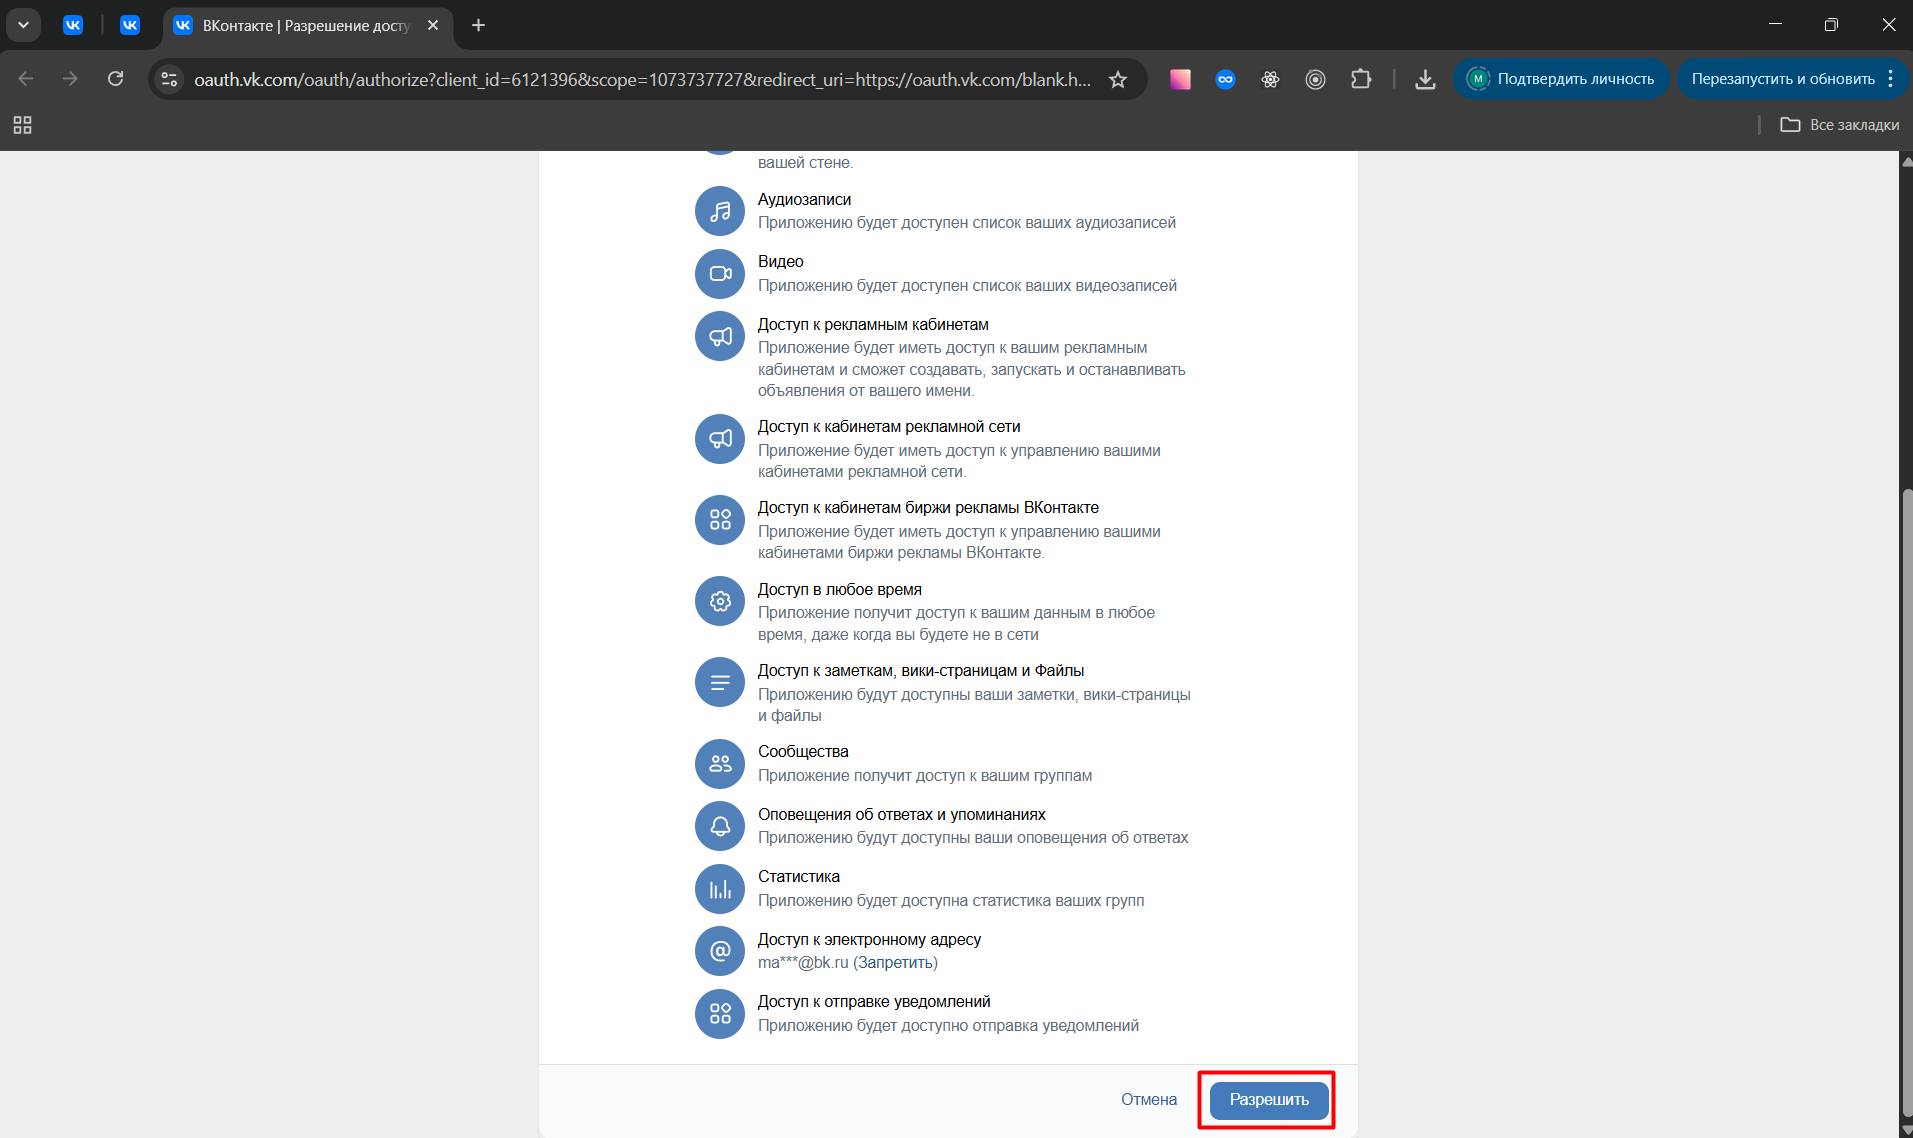 ВКонтакте | Разрешение досту
oauth.vk.com/oauth/authorize?client_id=6121396&scope=1073737727&redirect_uri=https://oauth.vk.com/blank.h...
М
Подтвердить личность
Перезапустить и обновить
Все закладки
вашей стене.
Аудиозаписи
Приложению будет доступен список ваших аудиозаписей
Видео
Приложению будет доступен список ваших видеозаписей
Доступ к рекламным кабинетам
Приложение будет иметь доступ к вашим рекламным
кабинетам и сможет создавать, запускать и останавливать
объявления от вашего имени.
Доступ к кабинетам рекламной сети
Приложение будет иметь доступ к управлению вашими
кабинетами рекламной сети.
Доступ к кабинетам биржи рекламы ВКонтакте
Приложение будет иметь доступ к управлению вашими
кабинетами биржи рекламы ВКонтакте.
Доступ в любое время
Приложение получит доступ к вашим данным в любое
время, даже когда вы будете не в сети
Доступ к заметкам, вики-страницам и Файлы
Приложению будут доступны ваши заметки, вики-страницы
и файлы
Сообщества
Приложение получит доступ к вашим группам
Оповещения об ответах и упоминаниях
Приложению будут доступны ваши оповещения об ответах
Статистика
Приложению будет доступна статистика ваших групп
Доступ к электронному адресу
ma***@bk.ru (Запретить)
Доступ к отправке уведомлений
Приложению будет доступно отправка уведомлений
Отмена
Разрешить